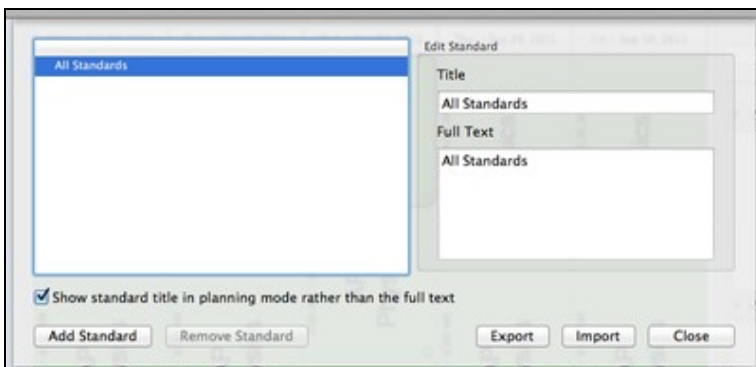 Edit Standard
All Standards
Title
All Standards
Full Text
All Standards
Show standard title in planning mode rather than the full text
Add Standard Remove Standard Export Import Close